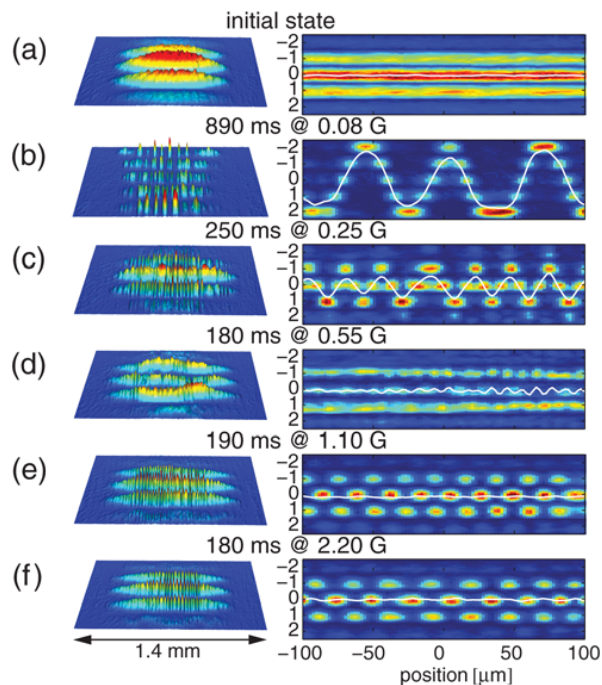 initial state
(a)
-2
-1
0
1
2
890 ms @ 0.08 G
(b)
-2
-1
0
1
2
250 ms @ 0.25 G
(c)
-2
-1
0
1
2
180 ms @ 0.55 G
(d)
-2
-1
0
1
2
190 ms @ 1.10 G
(e)
-2
-1
0
1
2
180 ms @ 2.20 G
(f)
-2
-1
0
1
2
1.4 mm
−100 −50 0 50 100
position [μm]